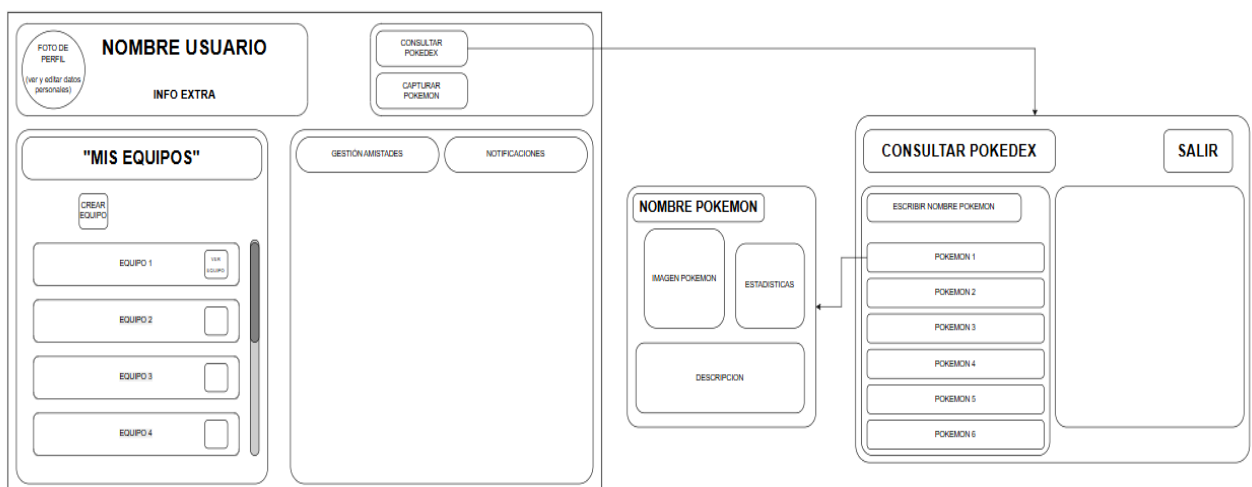 FOTO DE
PERFIL
(ver y editar datos
personales)
NOMBRE USUARIO
INFO EXTRA
CONSULTAR
POKEDEX
CAPTURAR
POKEMON
"MIS EQUIPOS"
CREAR
EQUIPO
EQUIPO 1
VER
EQUIPO
EQUIPO 2
EQUIPO 3
EQUIPO 4
GESTIÓN AMISTADES
NOTIFICACIONES
NOMBRE POKEMON
IMAGEN POKEMON
ESTADISTICAS
DESCRIPCION
CONSULTAR POKEDEX
SALIR
ESCRIBIR NOMBRE POKEMON
POKEMON 1
POKEMON 2
POKEMON 3
POKEMON 4
POKEMON 5
POKEMON 6